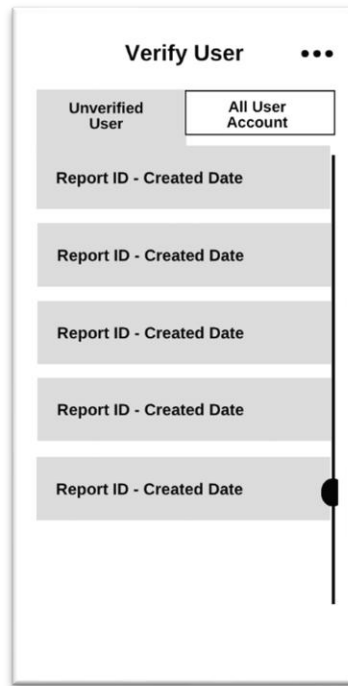 Verify User
Unverified
User
All User
Account
Report ID - Created Date
Report ID - Created Date
Report ID - Created Date
Report ID - Created Date
Report ID - Created Date